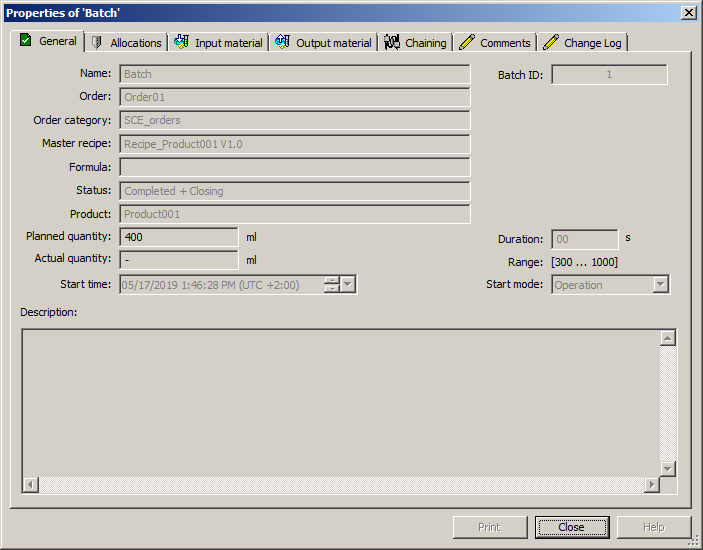 Properties of 'Batch'
General Allocations Input material Output material Chaining Comments Change Log
Name: Batch Batch ID: 1
Order: Order01
Order category: SCE_orders
Master recipe: Recipe_Product001 V1.0
Formula:
Status: Completed + Closing
Product: Product001
Planned quantity: 400 ml Duration: 00 s
Actual quantity: - ml Range: [300 ... 1000]
Start time: 05/17/2019 1:46:28 PM (UTC +2:00) Start mode: Operation
Description:
Print Close Help